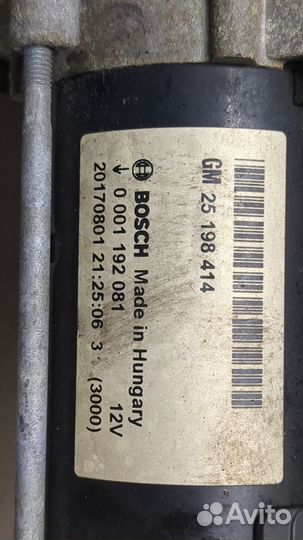 GM 25 198 414
BOSCH Made in Hungary
0 001 192 081 12V
20170801 21:25:06 3 (3000)
Avito